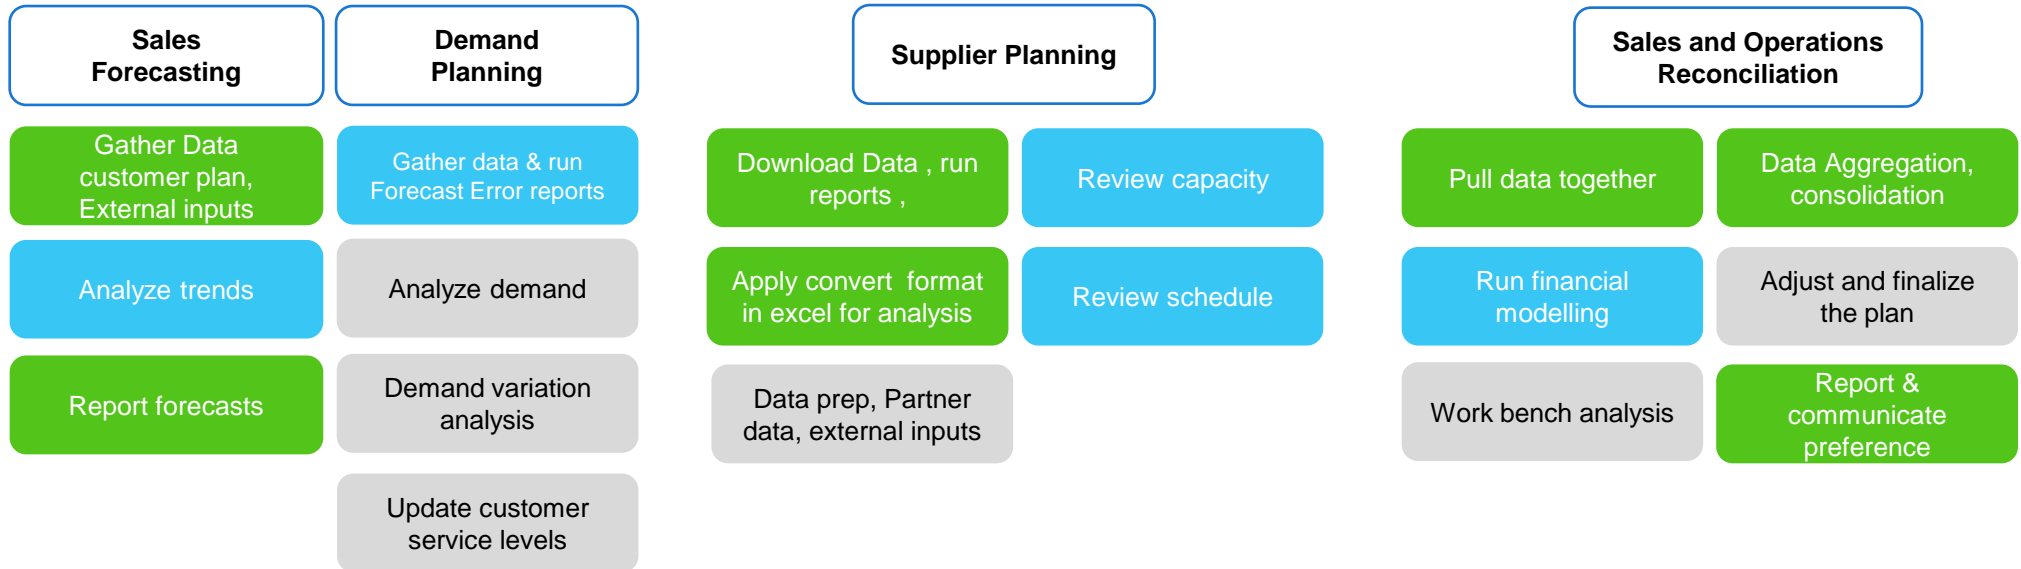 Sales
Forecasting
Demand
Planning
Supplier Planning
Sales and Operations
Reconciliation
Gather Data
customer plan,
External inputs
Gather data & run
Forecast Error reports
Download Data , run
reports ,
Review capacity
Pull data together
Data Aggregation,
consolidation
Analyze trends
Analyze demand
Apply convert format
in excel for analysis
Review schedule
Run financial
modelling
Adjust and finalize
the plan
Report forecasts
Demand variation
analysis
Data prep, Partner
data, external inputs
Work bench analysis
Report &
communicate
preference
Update customer
service levels